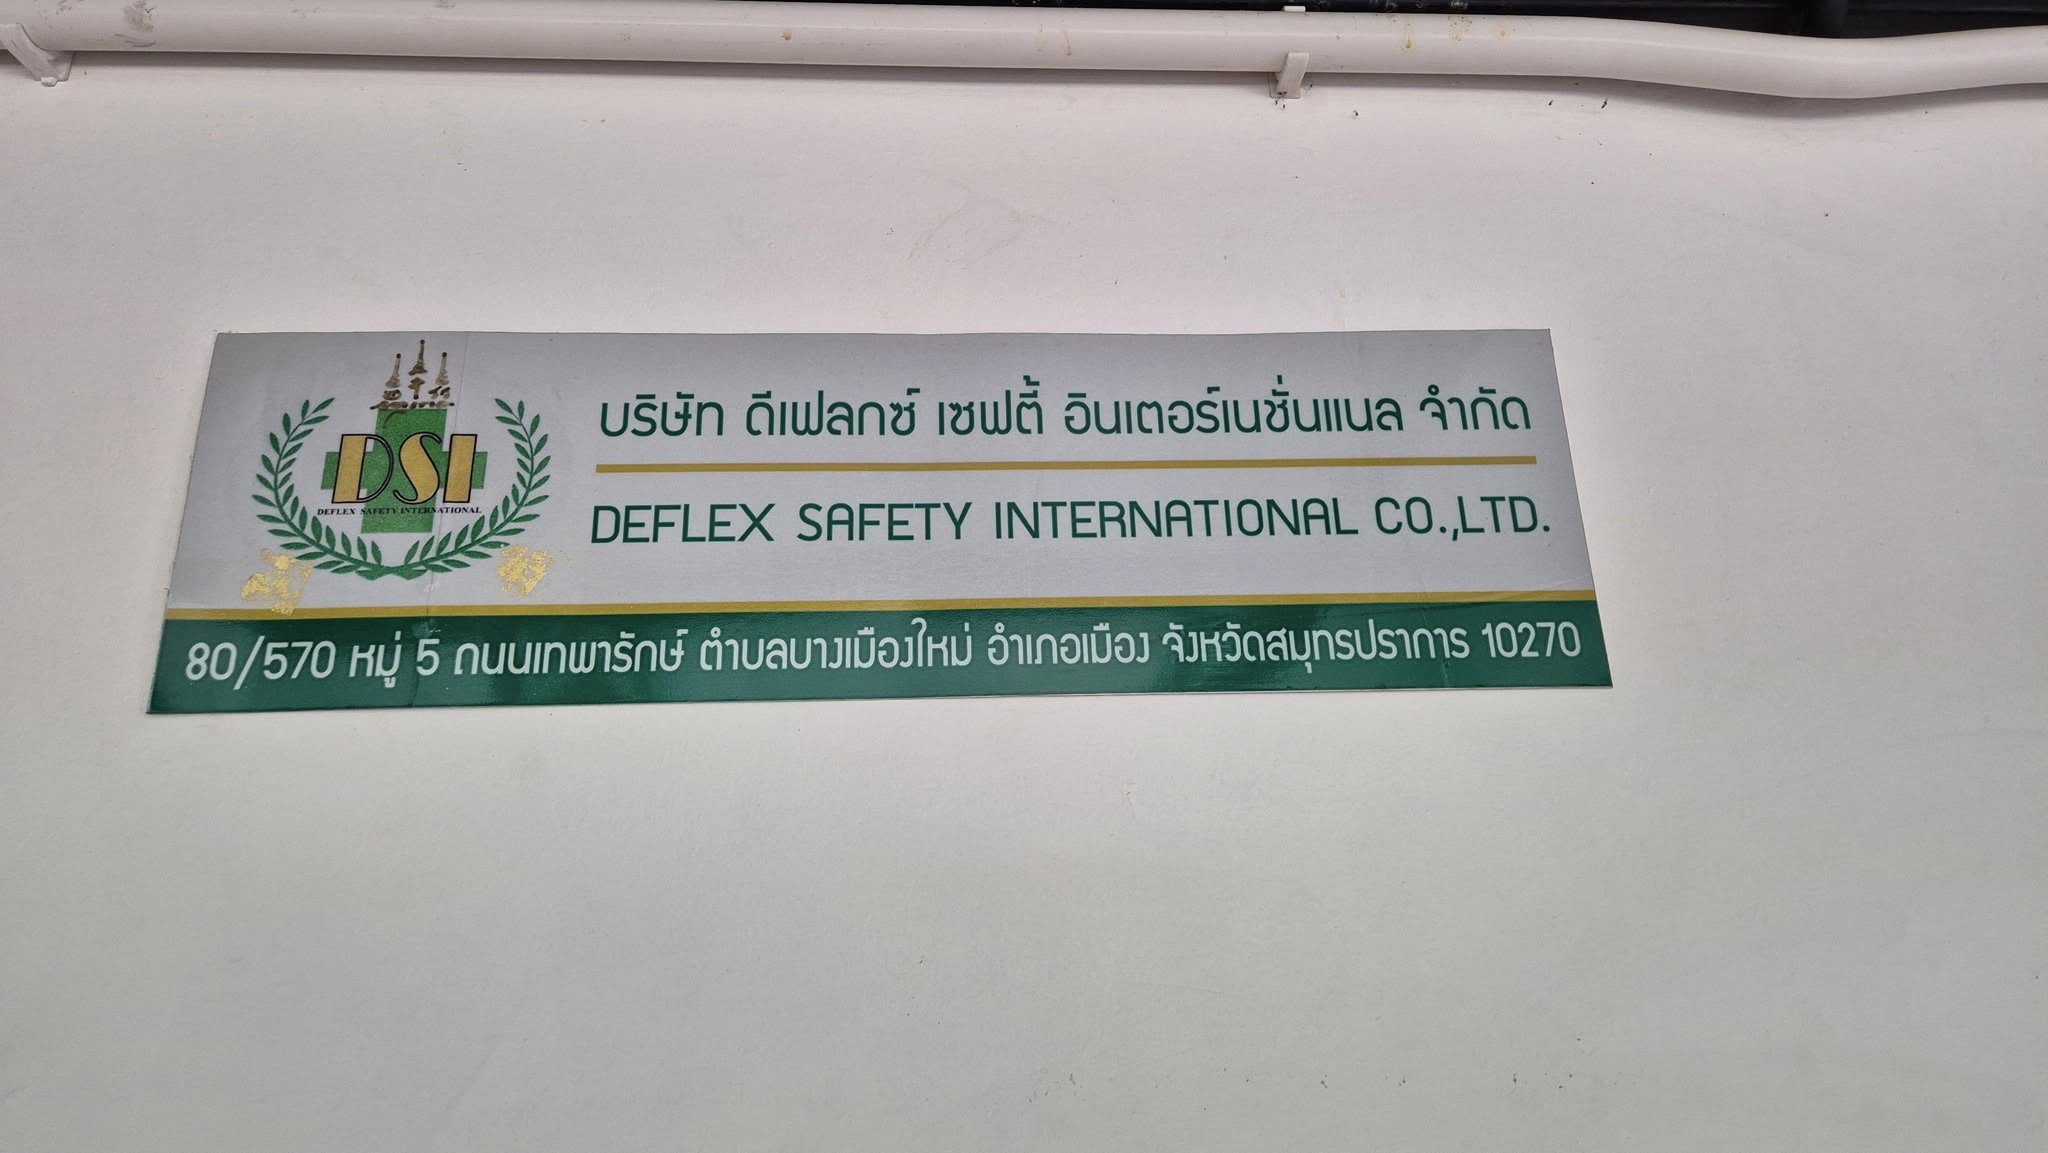 DSI
DEFLEX SAFETY INTERNATIONAL
บริษัท ดีเฟลกซ์ เซฟตี้ อินเตอร์เนชั่นแนล จำกัด
DEFLEX SAFETY INTERNATIONAL CO.,LTD.
80/570 หมู่ 5 ถนนเทพารักษ์ ตำบลบางเมืองใหม่ อำเภอเมือง จังหวัดสมุทรปราการ 10270